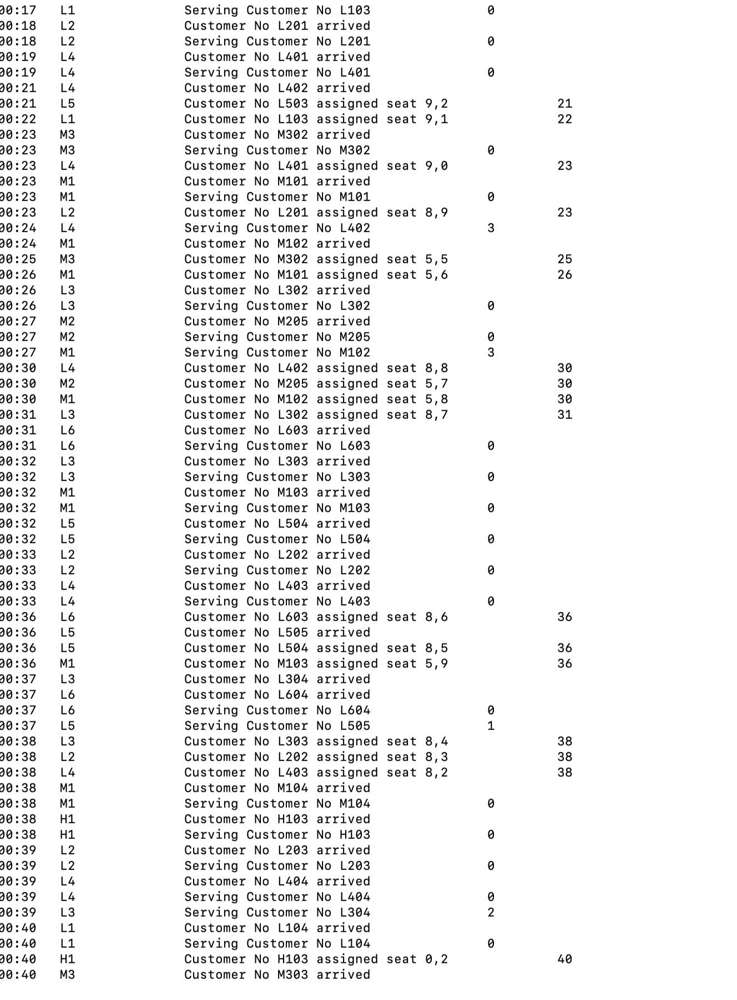 00:17 L1 Serving Customer No L103 0
00:18 L2 Customer No L201 arrived
00:18 L2 Serving Customer No L201 0
00:19 L4 Customer No L401 arrived
00:19 L4 Serving Customer No L401 0
00:21 L4 Customer No L402 arrived
00:21 L5 Customer No L503 assigned seat 9,2 21
00:22 L1 Customer No L103 assigned seat 9,1 22
00:23 M3 Customer No M302 arrived
00:23 M3 Serving Customer No M302 0
00:23 L4 Customer No L401 assigned seat 9,0 23
00:23 M1 Customer No M101 arrived
00:23 M1 Serving Customer No M101 0
00:23 L2 Customer No L201 assigned seat 8,9 23
00:24 L4 Serving Customer No L402 3
00:24 M1 Customer No M102 arrived
00:25 M3 Customer No M302 assigned seat 5,5 25
00:26 M1 Customer No M101 assigned seat 5,6 26
00:26 L3 Customer No L302 arrived
00:26 L3 Serving Customer No L302 0
00:27 M2 Customer No M205 arrived
00:27 M2 Serving Customer No M205 0
00:27 M1 Serving Customer No M102 3
00:30 L4 Customer No L402 assigned seat 8,8 30
00:30 M2 Customer No M205 assigned seat 5,7 30
00:30 M1 Customer No M102 assigned seat 5,8 30
00:31 L3 Customer No L302 assigned seat 8,7 31
00:31 L6 Customer No L603 arrived
00:31 L6 Serving Customer No L603 0
00:32 L3 Customer No L303 arrived
00:32 L3 Serving Customer No L303 0
00:32 M1 Customer No M103 arrived
00:32 M1 Serving Customer No M103 0
00:32 L5 Customer No L504 arrived
00:32 L5 Serving Customer No L504 0
00:33 L2 Customer No L202 arrived
00:33 L2 Serving Customer No L202 0
00:33 L4 Customer No L403 arrived
00:33 L4 Serving Customer No L403 0
00:36 L6 Customer No L603 assigned seat 8,6 36
00:36 L5 Customer No L505 arrived
00:36 L5 Customer No L504 assigned seat 8,5 36
00:36 M1 Customer No M103 assigned seat 5,9 36
00:37 L3 Customer No L304 arrived
00:37 L6 Customer No L604 arrived
00:37 L6 Serving Customer No L604 0
00:37 L5 Serving Customer No L505 1
00:38 L3 Customer No L303 assigned seat 8,4 38
00:38 L2 Customer No L202 assigned seat 8,3 38
00:38 L4 Customer No L403 assigned seat 8,2 38
00:38 M1 Customer No M104 arrived
00:38 M1 Serving Customer No M104 0
00:38 H1 Customer No H103 arrived
00:38 H1 Serving Customer No H103 0
00:39 L2 Customer No L203 arrived
00:39 L2 Serving Customer No L203 0
00:39 L4 Customer No L404 arrived
00:39 L4 Serving Customer No L404 0
00:39 L3 Serving Customer No L304 2
00:40 L1 Customer No L104 arrived
00:40 L1 Serving Customer No L104 0
00:40 H1 Customer No H103 assigned seat 0,2 40
00:40 M3 Customer No M303 arrived